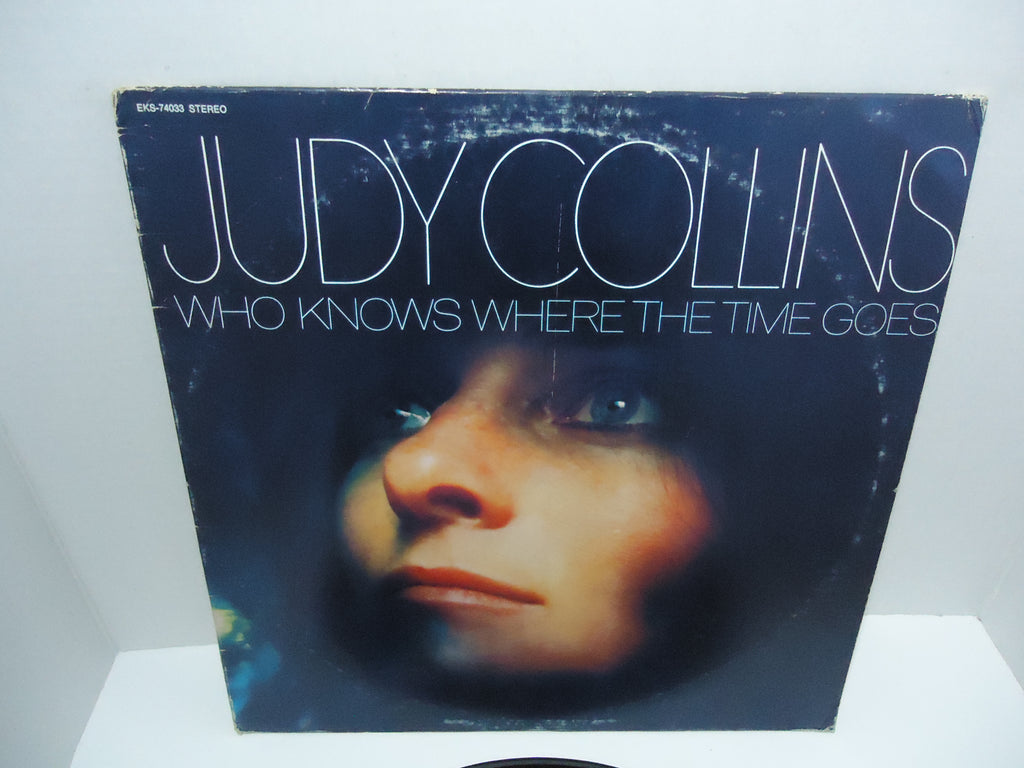 EKS-74033 STEREO
JUDY COLLINS
WHO KNOWS WHERE THE TIME GOES